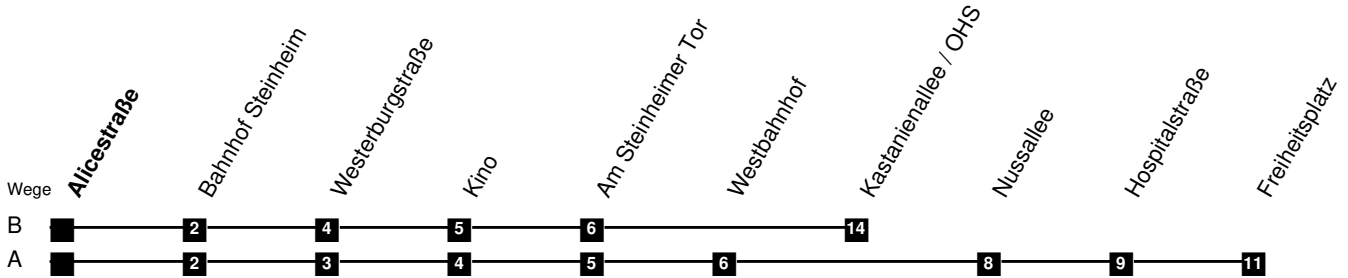 Alicestraße
Bahnhof Steinheim
Westerburgstraße
Kino
Am Steinheimer Tor
Westbahnhof
Kastanienallee / OHS
Nussallee
Hospitalstraße
Freiheitsplatz
Wege
B 2 4 5 6 14
A 2 3 4 5 6 8 9 11